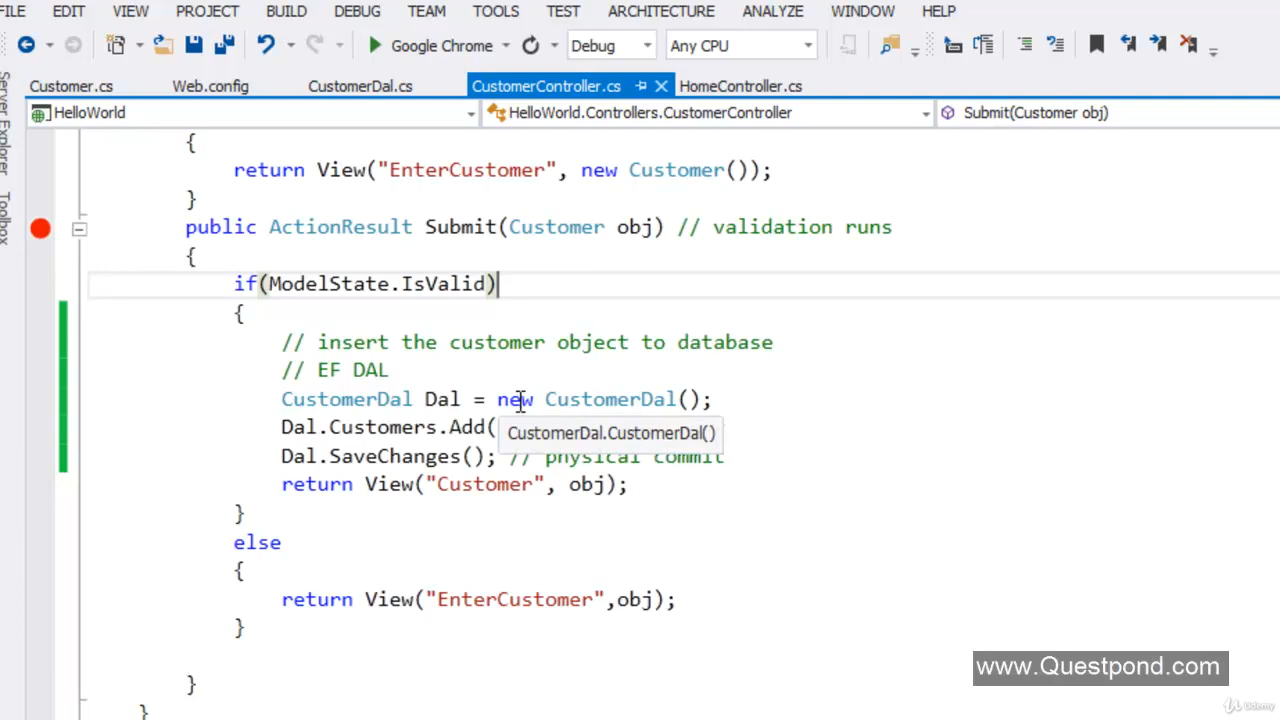 FILE EDIT VIEW PROJECT BUILD DEBUG TEAM TOOLS TEST ARCHITECTURE ANALYZE WINDOW HELP
Google Chrome Debug Any CPU
Server Explorer
Toolbox
Customer.cs Web.config CustomerDal.cs CustomerController.cs HomeController.cs
HelloWorld HelloWorld.Controllers.CustomerController Submit(Customer obj)
{
return View("EnterCustomer", new Customer());
}
public ActionResult Submit(Customer obj) // validation runs
{
if(ModelState.IsValid)
{
// insert the customer object to database
// EF DAL
CustomerDal Dal = new CustomerDal();
Dal.Customers.Add(
CustomerDal.CustomerDal()
Dal.SaveChanges(); // physical commit
return View("Customer", obj);
}
else
{
return View("EnterCustomer",obj);
}
}
}
www.Questpond.com
Udemy